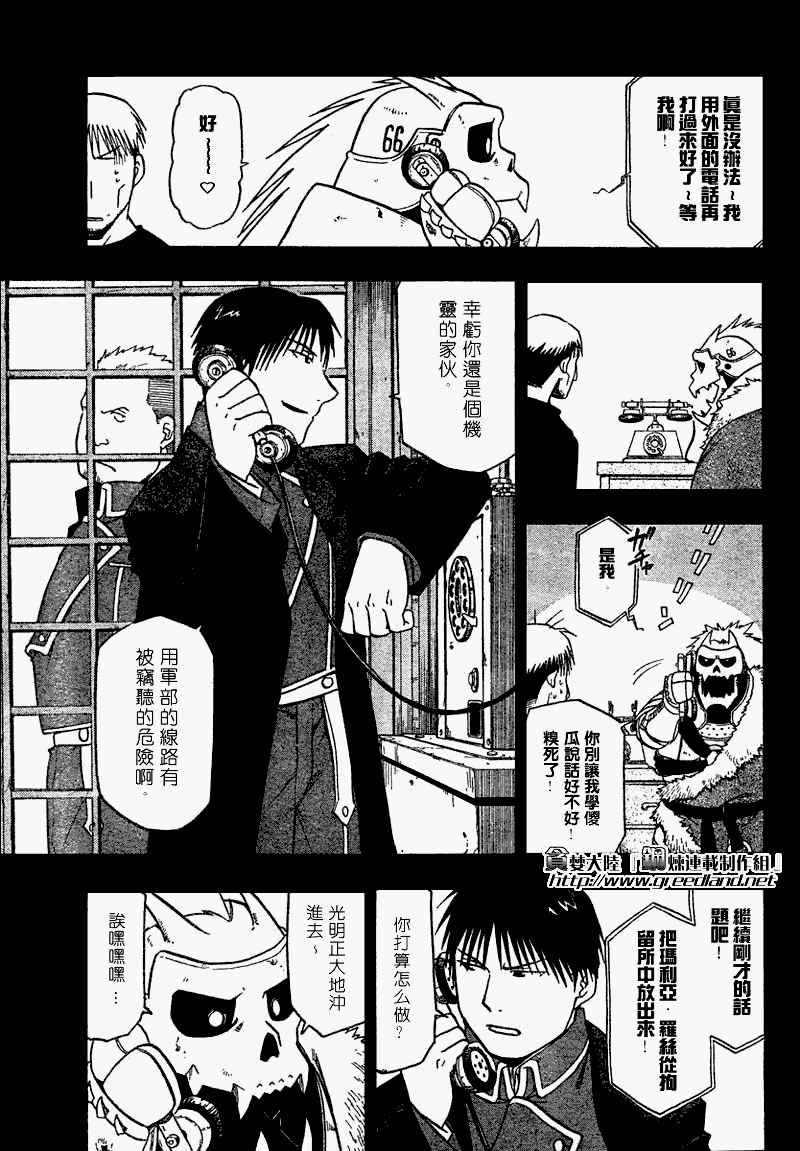 真是沒辦法~我
用外面的電話再
打過來好了~等
我啊!
66
好~~~♡
ガチャ
是我。
你別讓我學傻
瓜說話好不好!
糗死了!
幸虧你還是個機
靈的家伙。
用軍部的線路有
被竊聽的危險啊。
貪婪大陸『鋼煉連載制作組』
http://www.greedland.net
繼續剛才的話
題吧!
把瑪利亞．羅絲從拘
留所中放出來!
你打算怎么做?
光明正大地沖
進去~
誒嘿嘿嘿…